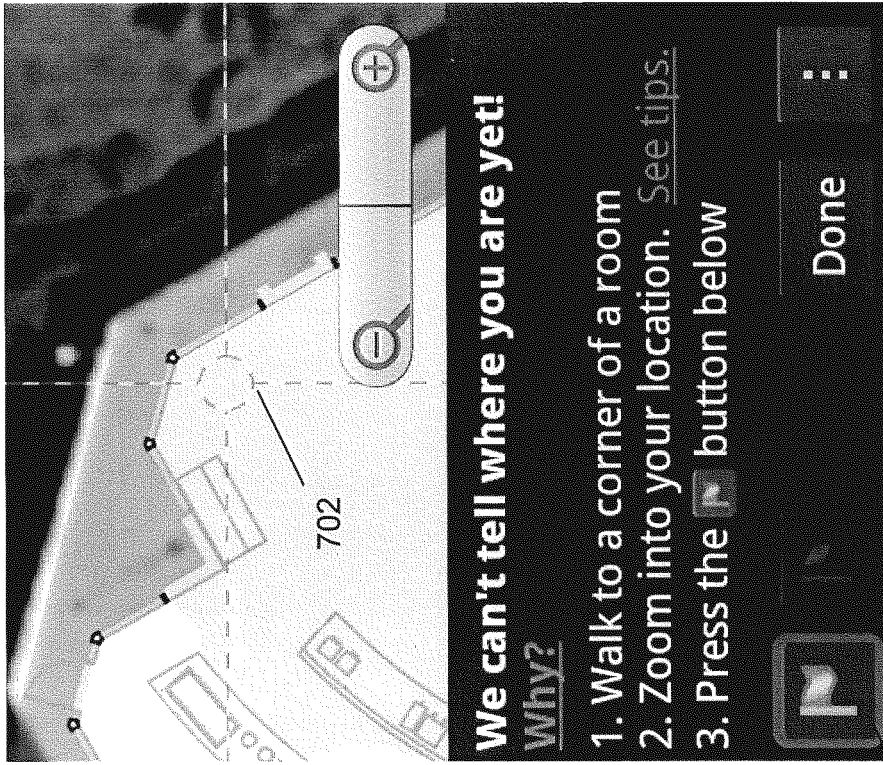 702
We can't tell where you are yet!
Why?
1. Walk to a corner of a room
2. Zoom into your location. See tips.
3. Press the button below
Done